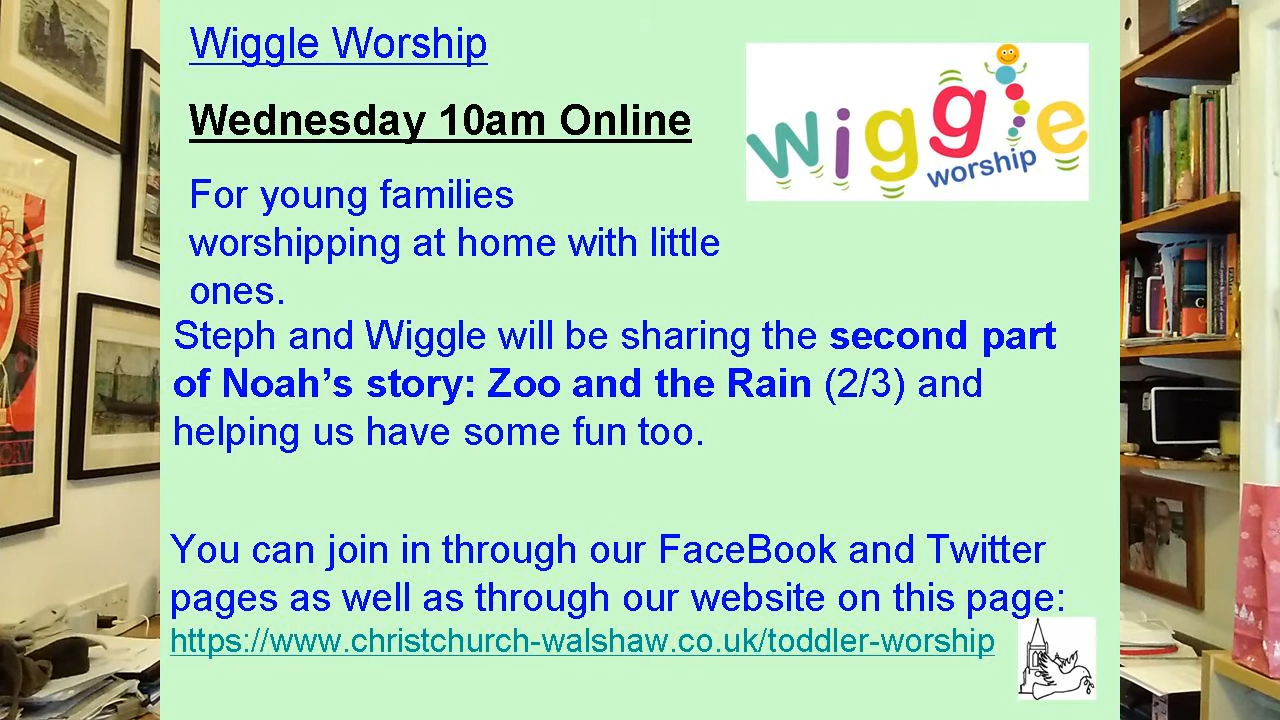 Wiggle Worship
Wednesday 10am Online
wiggle
worship
For young families
worshipping at home with little
ones.
Steph and Wiggle will be sharing the second part
of Noah's story: Zoo and the Rain (2/3) and
helping us have some fun too.
You can join in through our FaceBook and Twitter
pages as well as through our website on this page:
https://www.christchurch-walshaw.co.uk/toddler-worship